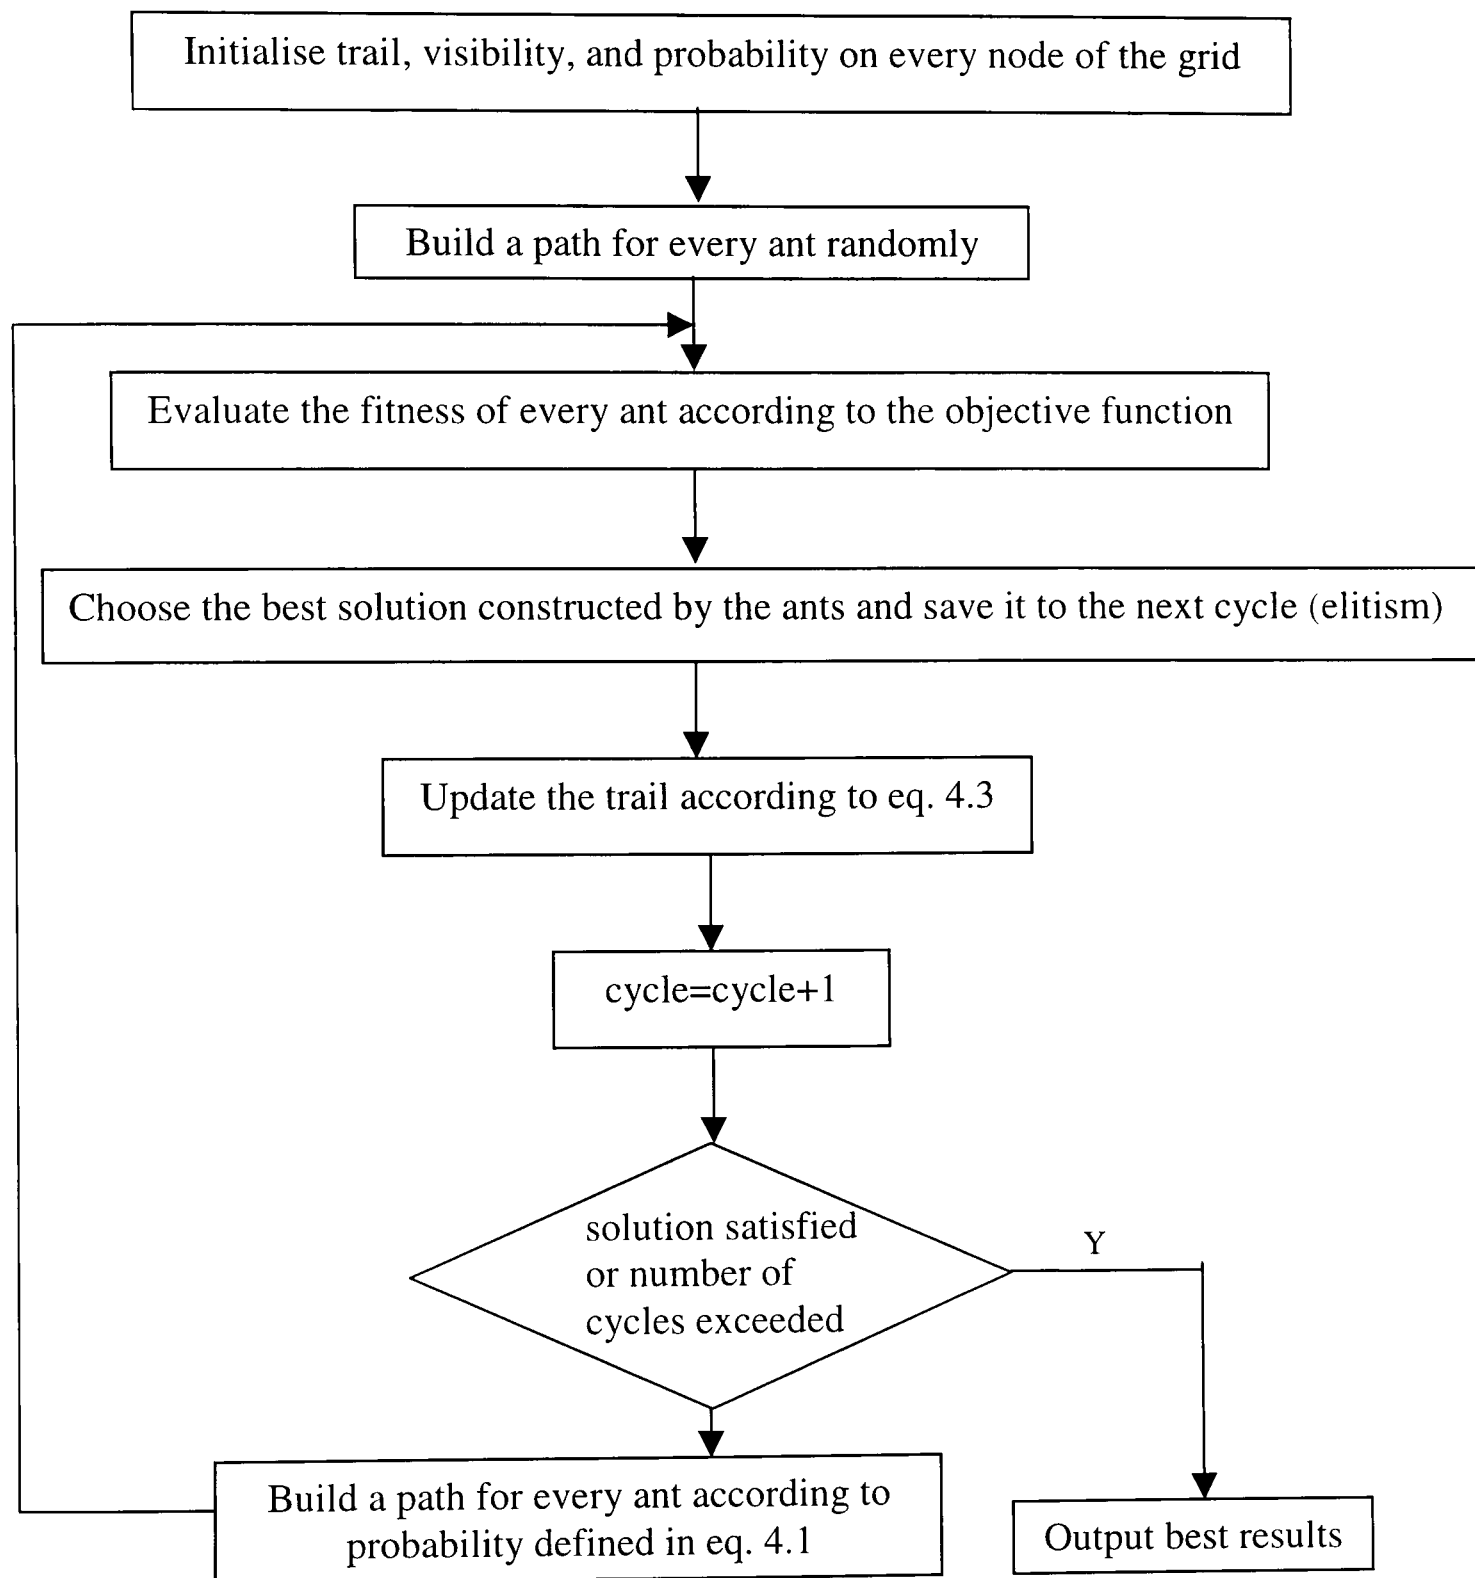 Initialise trail, visibility, and probability on every node of the grid
Build a path for every ant randomly
Evaluate the fitness of every ant according to the objective function
Choose the best solution constructed by the ants and save it to the next cycle (elitism)
Update the trail according to eq. 4.3
cycle=cycle+1
solution satisfied
or number of
cycles exceeded
Y
Build a path for every ant according to
probability defined in eq. 4.1
Output best results